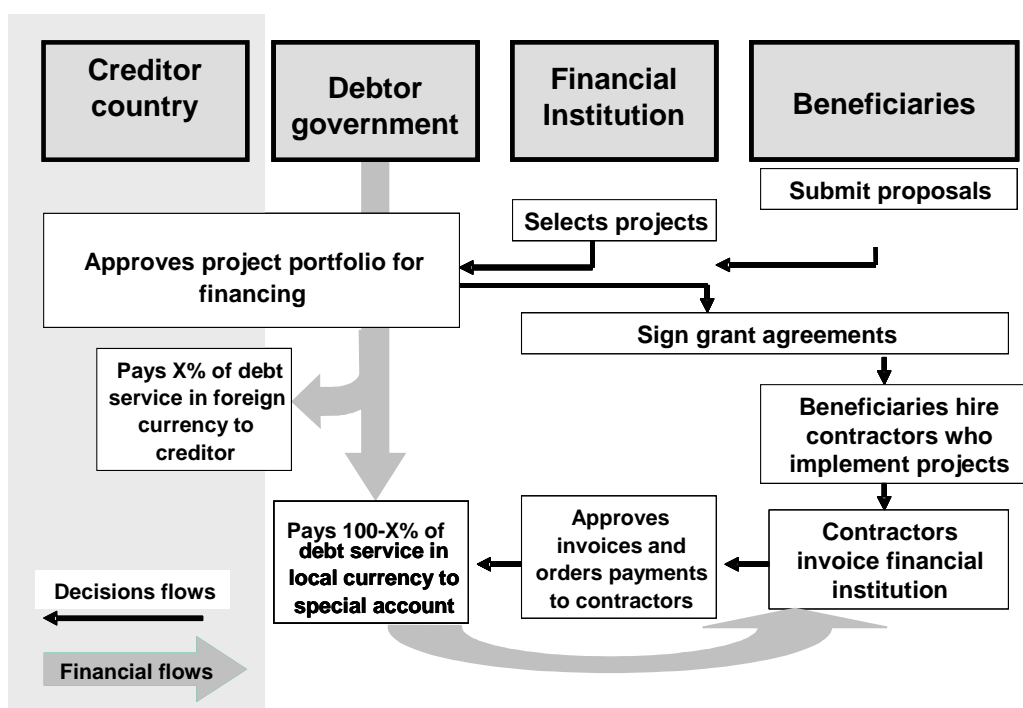 Creditor
country
Debtor
government
Financial
Institution
Beneficiaries
Submit proposals
Selects projects
Approves project portfolio for
financing
Sign grant agreements
Pays X% of debt
service in foreign
currency to
creditor
Beneficiaries hire
contractors who
implement projects
Pays 100-X% of
debt service in
local currency to
special account
Approves
invoices and
orders payments
to contractors
Contractors
invoice financial
institution
Decisions flows
Financial flows